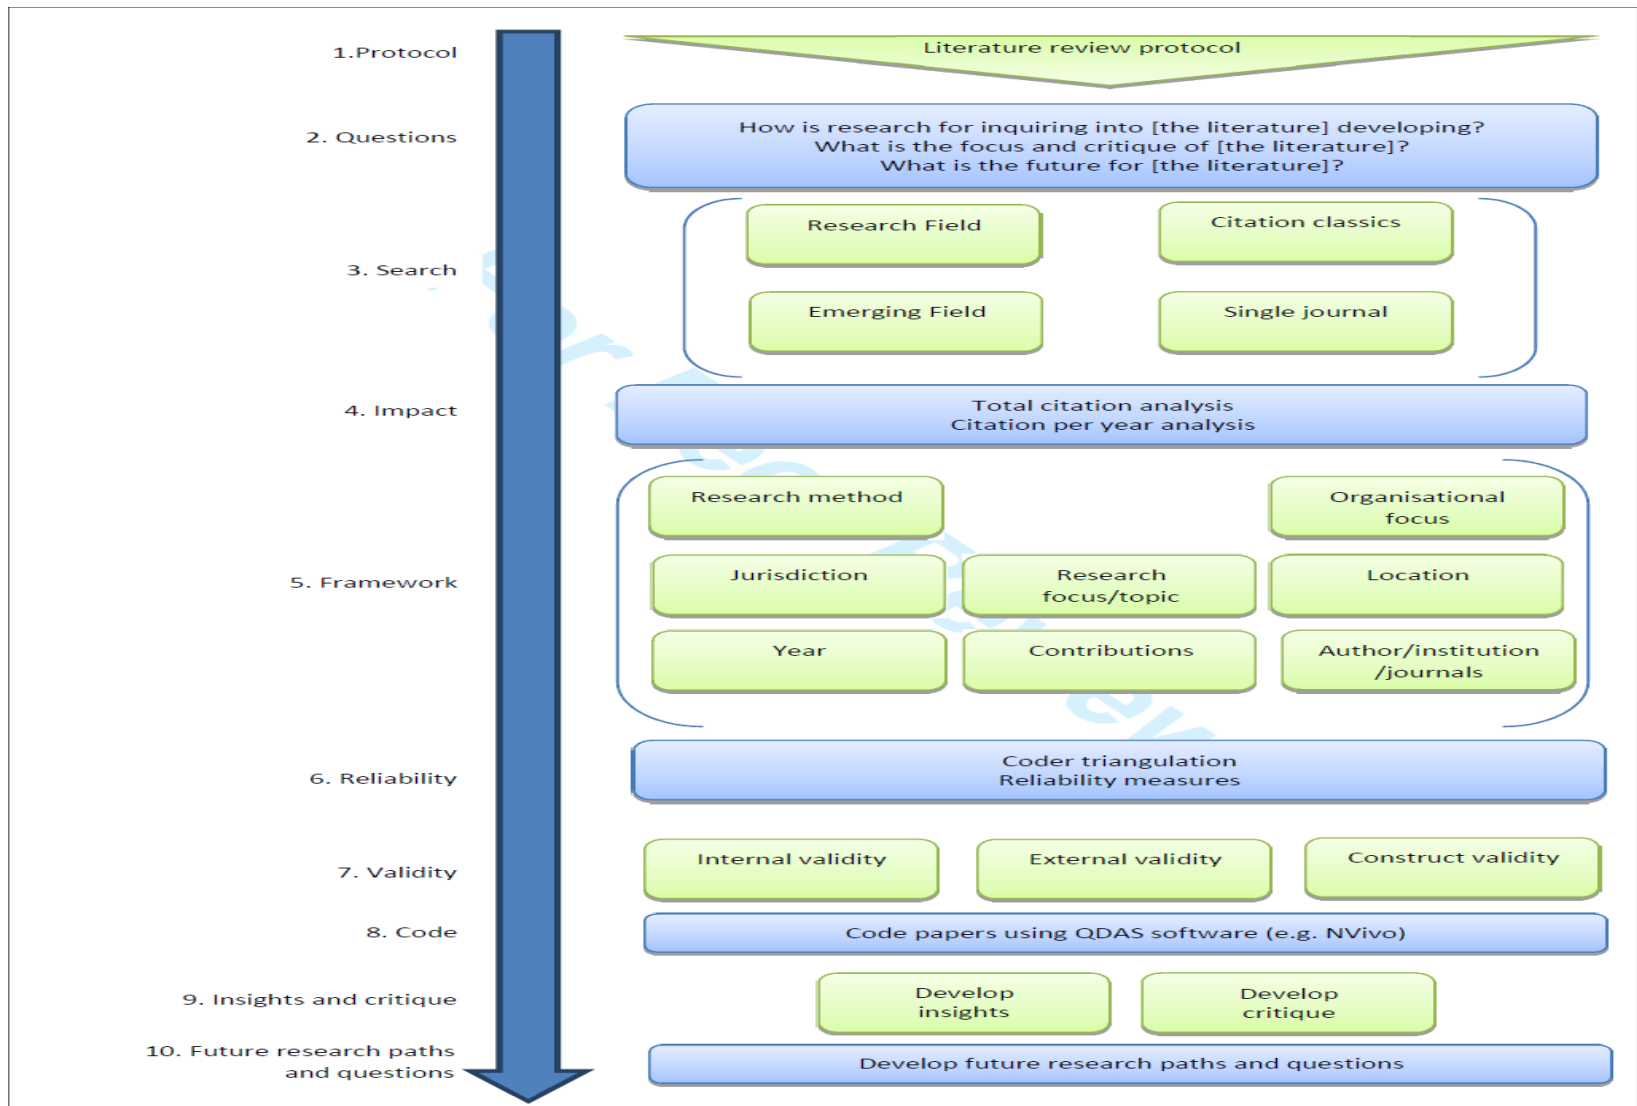 1.Protocol
Literature review protocol
2. Questions
How is research for inquiring into [the literature] developing?
What is the focus and critique of [the literature]?
What is the future for [the literature]?
3. Search
Research Field
Citation classics
Emerging Field
Single journal
4. Impact
Total citation analysis
Citation per year analysis
5. Framework
Research method
Organisational
focus
Jurisdiction
Research
focus/topic
Location
Year
Contributions
Author/institution
/journals
6. Reliability
Coder triangulation
Reliability measures
7. Validity
Internal validity
External validity
Construct validity
8. Code
Code papers using QDAS software (e.g. NVivo)
9. Insights and critique
Develop
insights
Develop
critique
10. Future research paths
and questions
Develop future research paths and questions